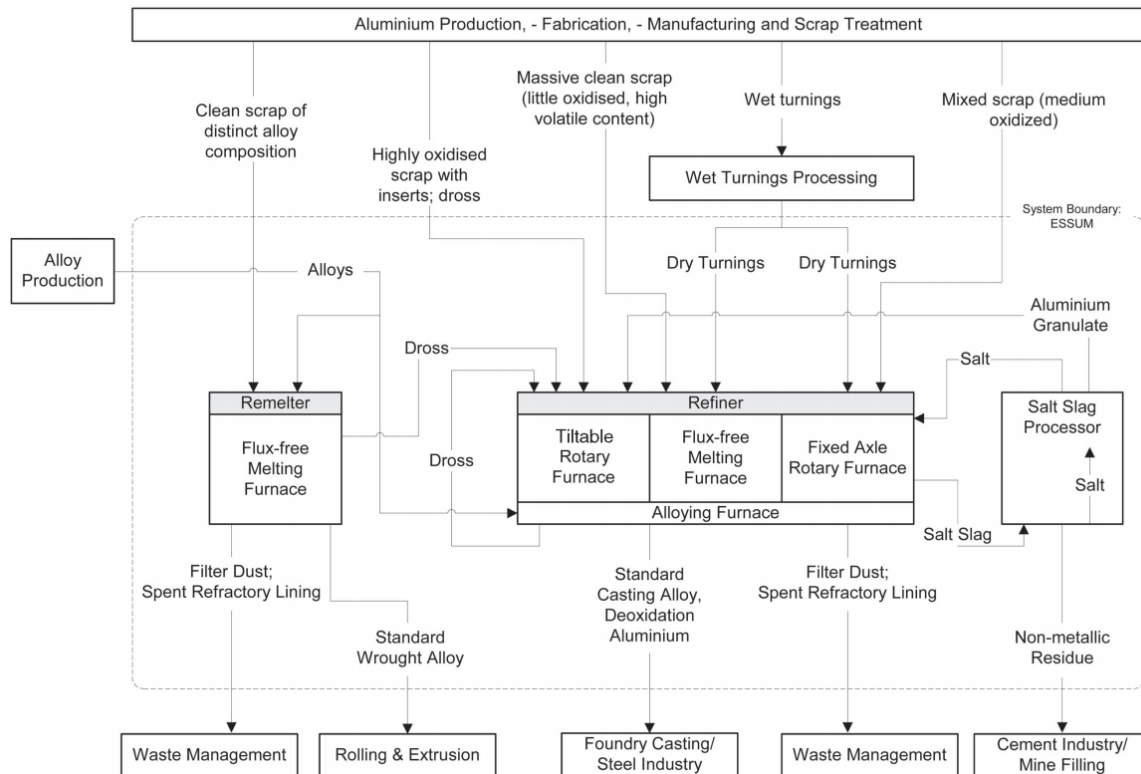 Aluminium Production, - Fabrication, - Manufacturing and Scrap Treatment
Clean scrap of
distinct alloy
composition
Highly oxidised
scrap with
inserts; dross
Massive clean scrap
(little oxidised, high
volatile content)
Wet turnings
Mixed scrap (medium
oxidized)
Wet Turnings Processing
System Boundary:
ESSUM
Alloy
Production
Alloys
Dry Turnings
Dry Turnings
Aluminium
Granulate
Dross
Salt
Remelter
Flux-free
Melting
Furnace
Dross
Refiner
Tiltable
Rotary
Furnace
Flux-free
Melting
Furnace
Fixed Axle
Rotary Furnace
Alloying Furnace
Salt Slag
Processor
Salt
Salt Slag
Filter Dust;
Spent Refractory Lining
Standard
Wrought Alloy
Standard
Casting Alloy,
Deoxidation
Aluminium
Filter Dust;
Spent Refractory Lining
Non-metallic
Residue
Waste Management
Rolling & Extrusion
Foundry Casting/
Steel Industry
Waste Management
Cement Industry/
Mine Filling